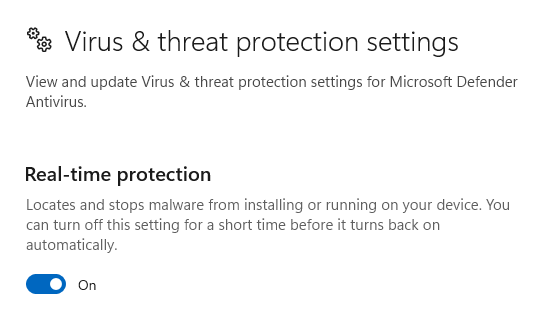 Virus & threat protection settings
View and update Virus & threat protection settings for Microsoft Defender
Antivirus.
Real-time protection
Locates and stops malware from installing or running on your device. You
can turn off this setting for a short time before it turns back on
automatically.
On